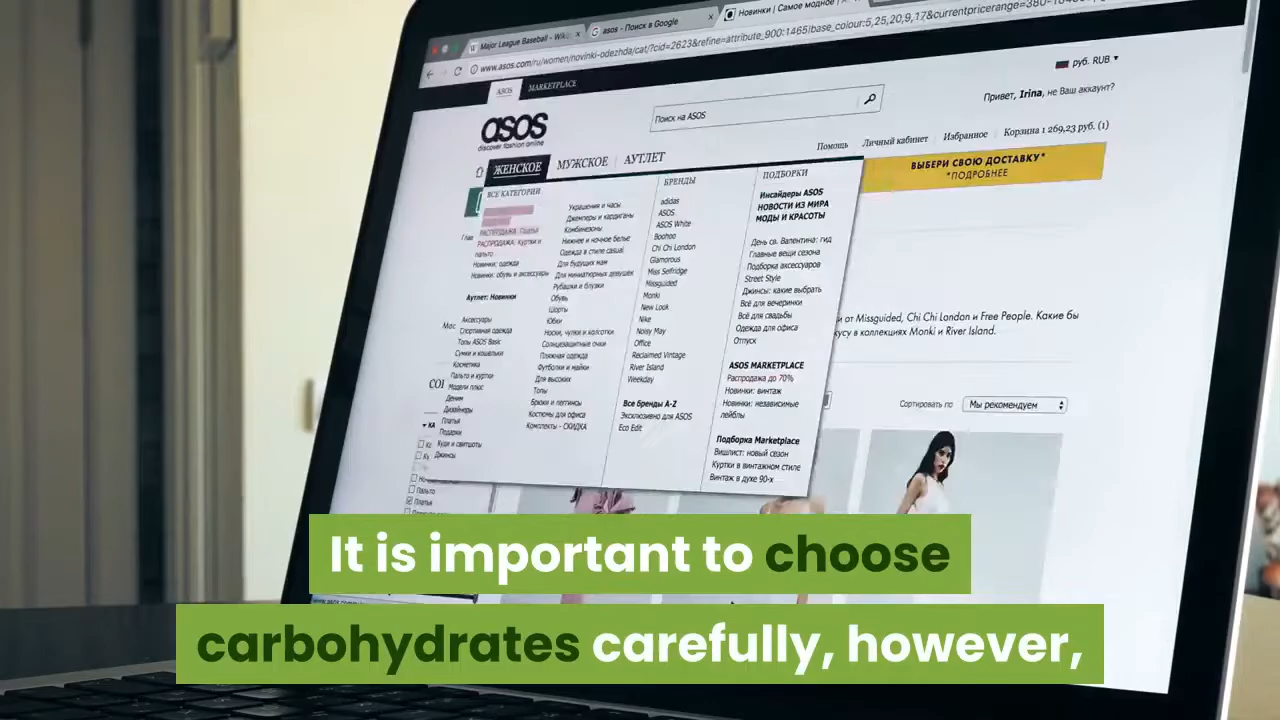 Major League Baseball - Wiki
asos - Поиск в Google
Новинки | Самое модное |
www.asos.com/ru/women/novinki-odezhda/cat/?cid=2623&refine=attribute_900:1465|base_colour:5,25,20,9,17&currentpricerange=380-
ASOS
MARKETPLACE
руб. RUB
asos
discover fashion online
Поиск на ASOS
Привет, Irina, не Ваш аккаунт?
Помощь
Личный кабинет
Избранное
Корзина 1 269,23 руб. (1)
ЖЕНСКОЕ
МУЖСКОЕ
АУТЛЕТ
ВЫБЕРИ СВОЮ ДОСТАВКУ*
*ПОДРОБНЕЕ
ВСЕ КАТЕГОРИИ
РАСПРОДАЖА: Платья
РАСПРОДАЖА: Куртки и
пальто
Новинки: одежда
Новинки: обувь и аксессуары
Аутлет: Новинки
Аксессуары
Спортивная одежда
Топы ASOS Basic
Сумки и кошельки
Косметика
Пальто и куртки
Модели плюс
Деним
Дизайнеры
Платья
Подарки
Худи и свитшоты
Джинсы
Украшения и часы
Джемперы и кардиганы
Комбинезоны
Нижнее и ночное белье
Одежда в стиле casual
Для будущих мам
Для миниатюрных девушек
Рубашки и блузки
Обувь
Шорты
Юбки
Носки, чулки и колготки
Солнцезащитные очки
Пляжная одежда
Футболки и майки
Для высоких
Топы
Брюки и леггинсы
Костюмы для офиса
Комплекты - СКИДКА
БРЕНДЫ
adidas
ASOS
ASOS White
Boohoo
Chi Chi London
Glamorous
Miss Selfridge
Missguided
Monki
New Look
Nike
Noisy May
Office
Reclaimed Vintage
River Island
Weekday
Все бренды A-Z
Эксклюзивно для ASOS
Eco Edit
ПОДБОРКИ
Инсайдеры ASOS
НОВОСТИ ИЗ МИРА
МОДЫ И КРАСОТЫ
День св. Валентина: гид
Главные вещи сезона
Подборка аксессуаров
Street Style
Джинсы: какие выбрать
Всё для вечеринки
Всё для свадьбы
Одежда для офиса
Отпуск
ASOS MARKETPLACE
Распродажа до 70%
Новинки: винтаж
Новинки: независимые
лейблы
Подборка Marketplace
Вишлист: новый сезон
Куртки в винтажном стиле
Винтаж в духе 90-х
и от Missguided, Chi Chi London и Free People. Какие бы
кусу в коллекциях Monki и River Island.
Сортировать по
Мы рекомендуем
Пальто
Платья
It is important to choose
carbohydrates carefully, however,